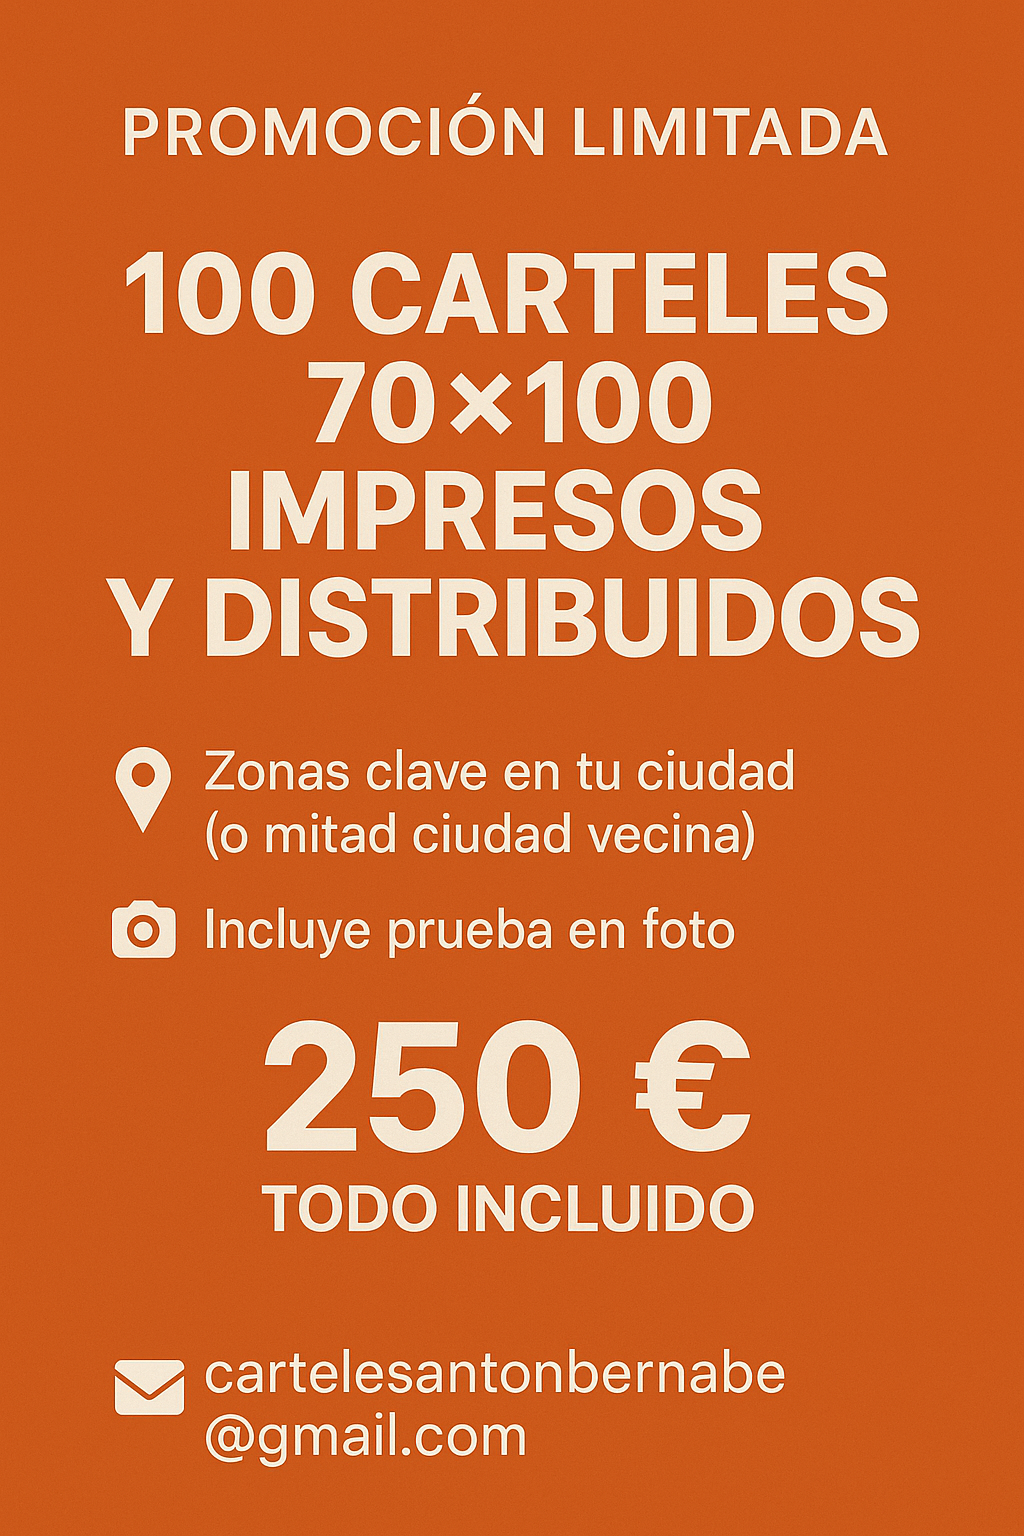 PROMOCIÓN LIMITADA
100 CARTELES
70×100
IMPRESOS
Y DISTRIBUIDOS
Zonas clave en tu ciudad
(o mitad ciudad vecina)
Incluye prueba en foto
250 €
TODO INCLUIDO
cartelesantonbernabe
@gmail.com